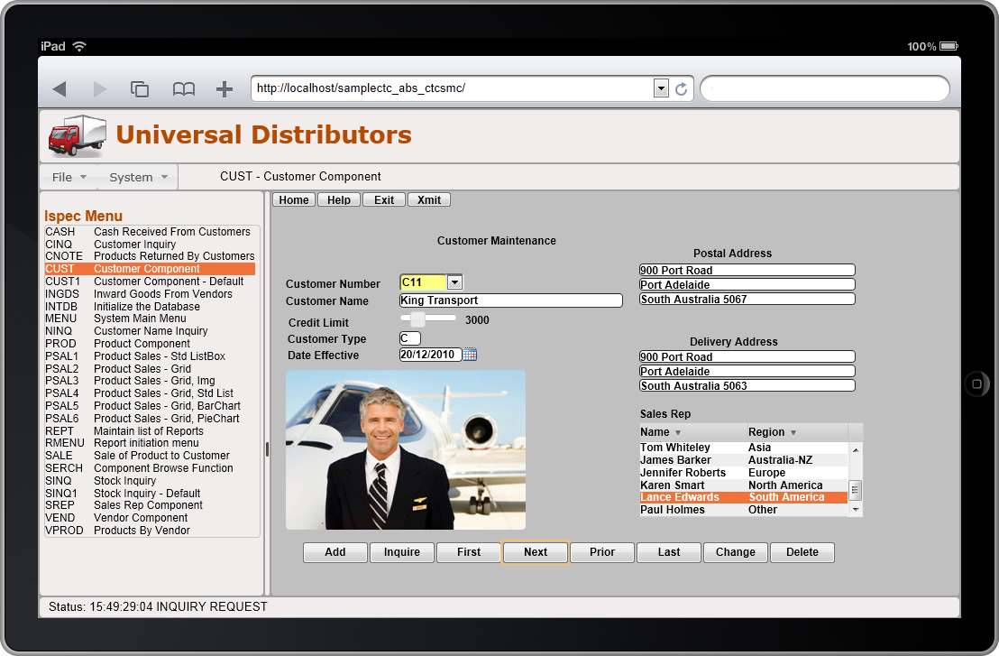 iPad 100%
http://localhost/samplectc_abs_ctcsmc/
Universal Distributors
File System CUST - Customer Component
Ispec Menu
CASH Cash Received From Customers
CINQ Customer Inquiry
CNOTE Products Returned By Customers
CUST Customer Component
CUST1 Customer Component - Default
INGDS Inward Goods From Vendors
INTDB Initialize the Database
MENU System Main Menu
NINQ Customer Name Inquiry
PROD Product Component
PSAL1 Product Sales - Std ListBox
PSAL2 Product Sales - Grid
PSAL3 Product Sales - Grid, Img
PSAL4 Product Sales - Grid, Std List
PSAL5 Product Sales - Grid, BarChart
PSAL6 Product Sales - Grid, PieChart
REPT Maintain list of Reports
RMENU Report initiation menu
SALE Sale of Product to Customer
SERCH Component Browse Function
SINQ Stock Inquiry
SINQ1 Stock Inquiry - Default
SREP Sales Rep Component
VEND Vendor Component
VPROD Products By Vendor
Home Help Exit Xmit
Customer Maintenance
Customer Number C11
Customer Name King Transport
Credit Limit 3000
Customer Type C
Date Effective 20/12/2010
Postal Address
900 Port Road
Port Adelaide
South Australia 5067
Delivery Address
900 Port Road
Port Adelaide
South Australia 5063
Sales Rep
Name Region
Tom Whiteley Asia
James Barker Australia-NZ
Jennifer Roberts Europe
Karen Smart North America
Lance Edwards South America
Paul Holmes Other
Add Inquire First Next Prior Last Change Delete
Status: 15:49:29:04 INQUIRY REQUEST